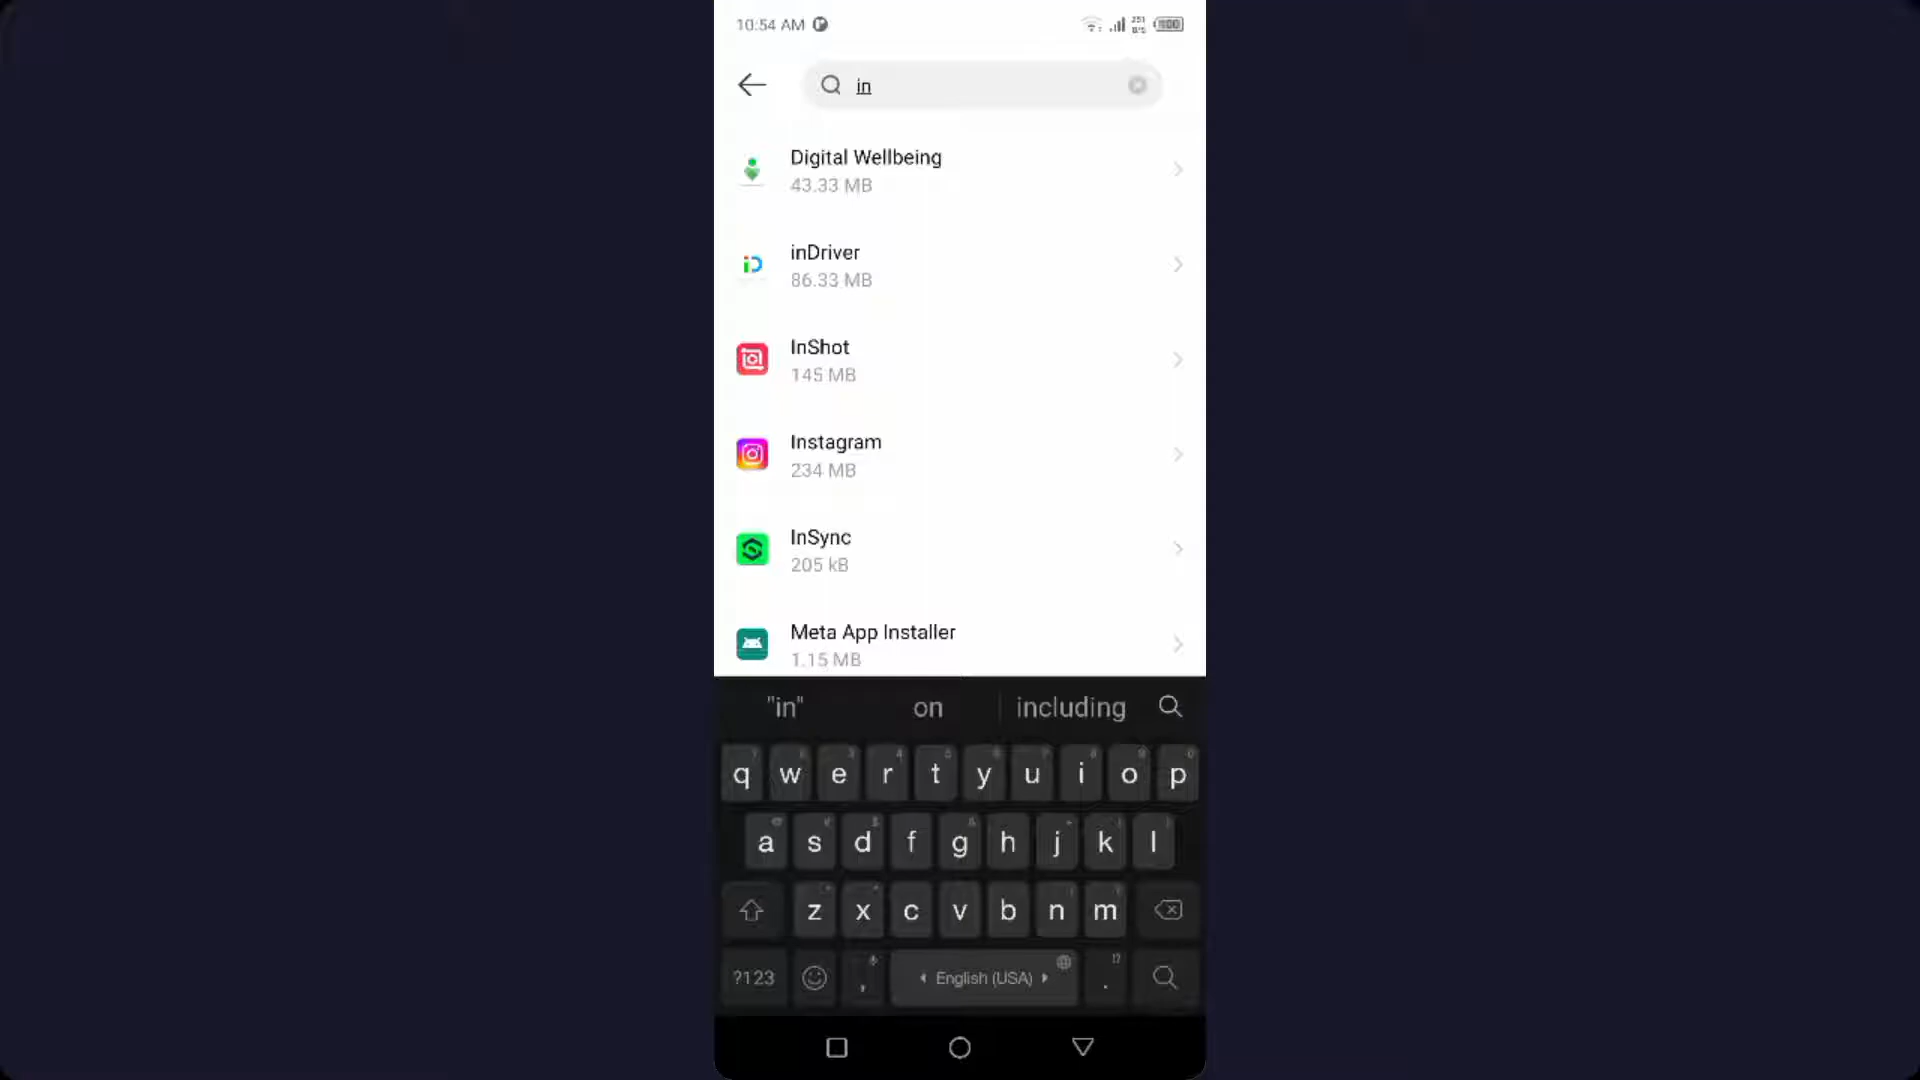 10:54 AM
in
Digital Wellbeing
43.33 MB
inDriver
86.33 MB
InShot
145 MB
Instagram
234 MB
InSync
205 kB
Meta App Installer
1.15 MB
"in" on including
q w e r t y u i o p
a s d f g h j k l
z x c v b n m
?123 , English (USA) .